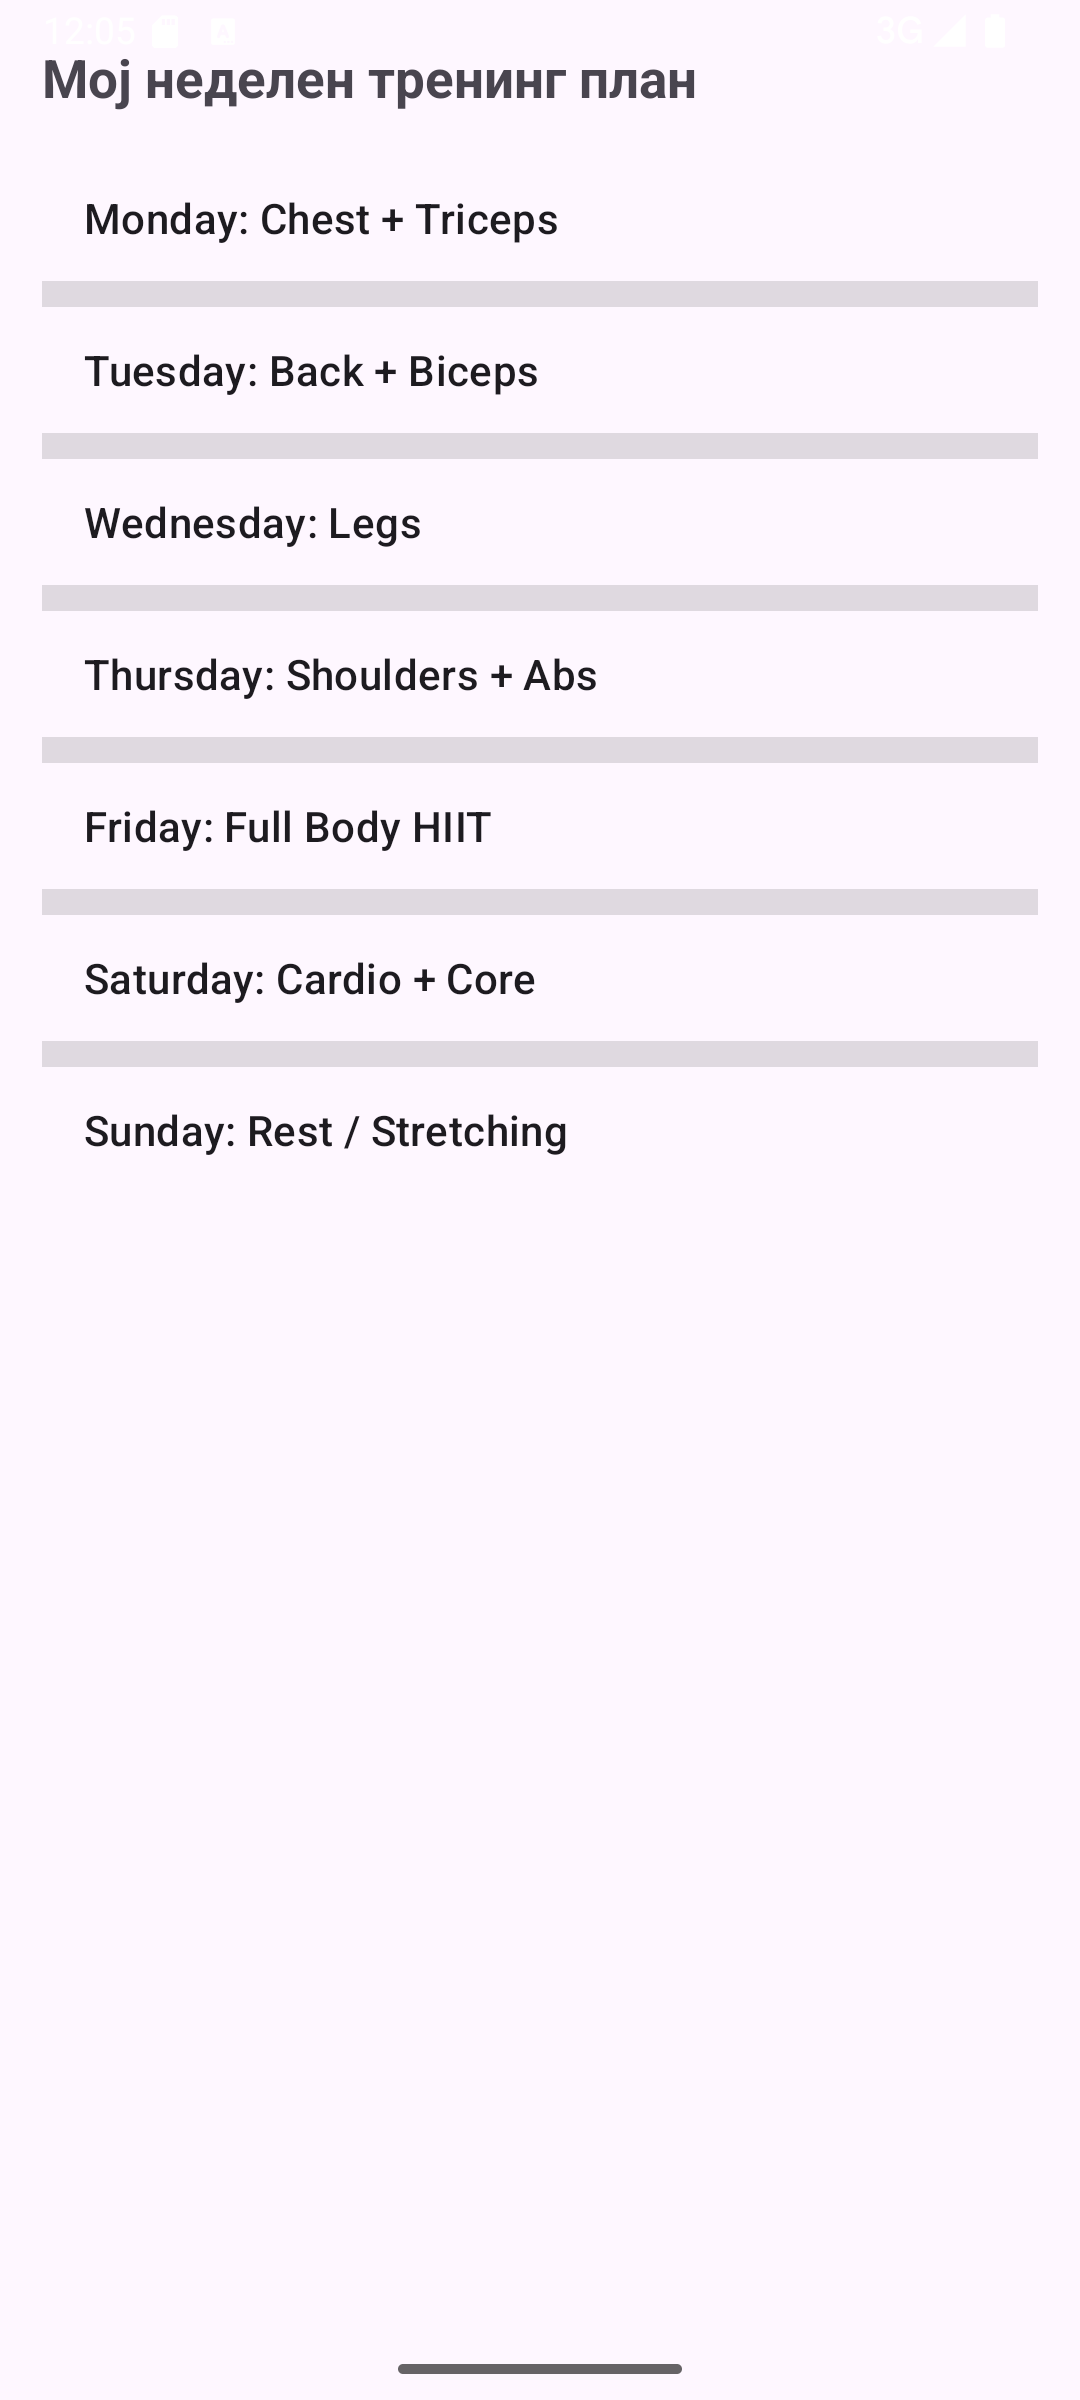 12:05 3G
Мој неделен тренинг план
Monday: Chest + Triceps
Tuesday: Back + Biceps
Wednesday: Legs
Thursday: Shoulders + Abs
Friday: Full Body HIIT
Saturday: Cardio + Core
Sunday: Rest / Stretching